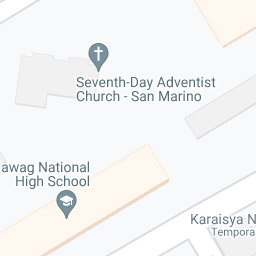 Seventh-Day Adventist
Church - San Marino
awag National
High School
Karaisya N
Tempora